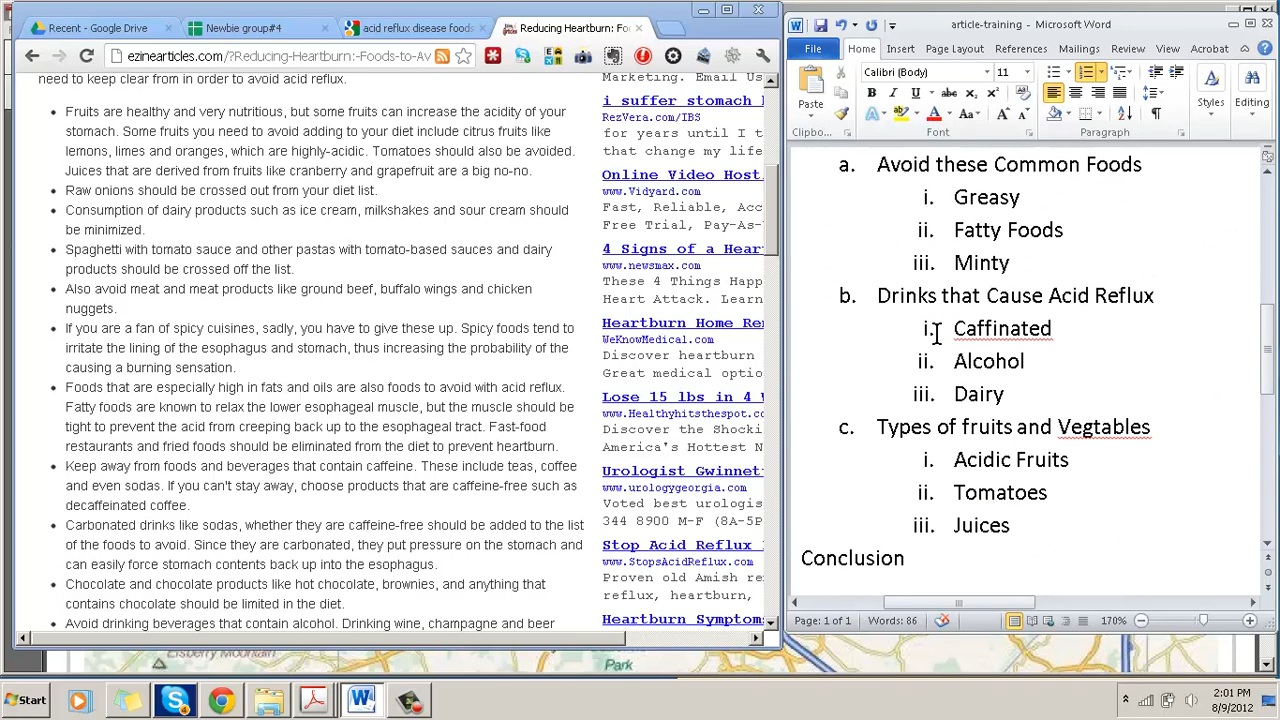 Recent - Google Drive
Newbie group#4
acid reflux disease foods
Reducing Heartburn: Fo
ezinearticles.com/?Reducing-Heartburn:-Foods-to-Av
need to keep clear from in order to avoid acid reflux.
Fruits are healthy and very nutritious, but some fruits can increase the acidity of your
stomach. Some fruits you need to avoid adding to your diet include citrus fruits like
lemons, limes and oranges, which are highly-acidic. Tomatoes should also be avoided.
Juices that are derived from fruits like cranberry and grapefruit are a big no-no.
Raw onions should be crossed out from your diet list.
Consumption of dairy products such as ice cream, milkshakes and sour cream should
be minimized.
Spaghetti with tomato sauce and other pastas with tomato-based sauces and dairy
products should be crossed off the list.
Also avoid meat and meat products like ground beef, buffalo wings and chicken
nuggets.
If you are a fan of spicy cuisines, sadly, you have to give these up. Spicy foods tend to
irritate the lining of the esophagus and stomach, thus increasing the probability of the
causing a burning sensation.
Foods that are especially high in fats and oils are also foods to avoid with acid reflux.
Fatty foods are known to relax the lower esophageal muscle, but the muscle should be
tight to prevent the acid from creeping back up to the esophageal tract. Fast-food
restaurants and fried foods should be eliminated from the diet to prevent heartburn.
Keep away from foods and beverages that contain caffeine. These include teas, coffee
and even sodas. If you can't stay away, choose products that are caffeine-free such as
decaffeinated coffee.
Carbonated drinks like sodas, whether they are caffeine-free should be added to the list
of the foods to avoid. Since they are carbonated, they put pressure on the stomach and
can easily force stomach contents back up into the esophagus.
Chocolate and chocolate products like hot chocolate, brownies, and anything that
contains chocolate should be limited in the diet.
Avoid drinking beverages that contain alcohol. Drinking wine, champagne and beer
Marketing. Email Us
i suffer stomach
RezVera.com/IBS
for years until I t
that change my life
Online Video Host
www.Vidyard.com
Fast, Reliable, Acc
Free Trial, Pay-As-
4 Signs of a Hear
www.newsmax.com
These 4 Things Happ
Heart Attack. Learn
Heartburn Home Re
WeKnowMedical.com
Discover heartburn
Great medical optio
Lose 15 lbs in 4
www.Healthyhitsthespot.co
Discover the Shocki
America's Hottest N
Urologist Gwinnet
www.urologygeorgia.com
Voted best urologis
344 8900 M-F (8A-5P
Stop Acid Reflux
www.StopsAcidReflux.com
Proven old Amish re
reflux, heartburn,
Heartburn Symptom
article-training - Microsoft Word
File Home Insert Page Layout References Mailings Review View Acrobat
Calibri (Body) 11
Paste
Styles
Editing
Clipboard
Font
Paragraph
a. Avoid these Common Foods
i. Greasy
ii. Fatty Foods
iii. Minty
b. Drinks that Cause Acid Reflux
i. Caffinated
ii. Alcohol
iii. Dairy
c. Types of fruits and Vegtables
i. Acidic Fruits
ii. Tomatoes
iii. Juices
Conclusion
Page: 1 of 1 Words: 86 170%
Elsberry Mountain
Park
Start
2:01 PM
8/9/2012